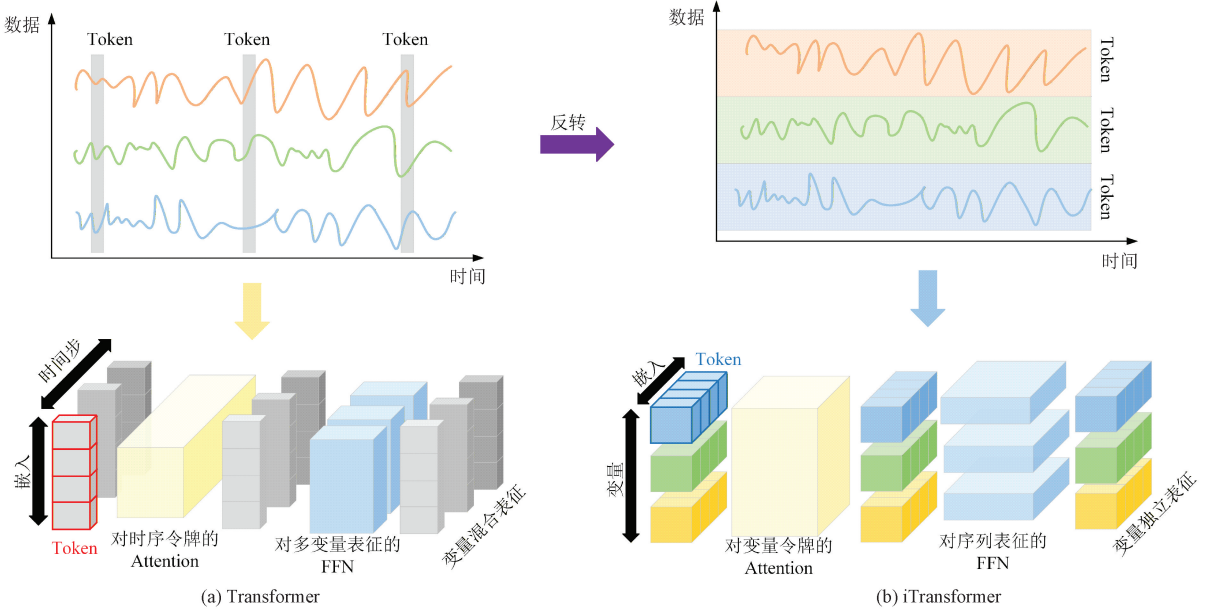 数据
Token
Token
Token
时间
反转
数据
Token
Token
Token
时间
时间步
嵌入
Token
对时序令牌的
Attention
对多变量表征的
FFN
变量混合表征
(a) Transformer
嵌入
Token
变量
对变量令牌的
Attention
对序列表征的
FFN
变量独立表征
(b) iTransformer